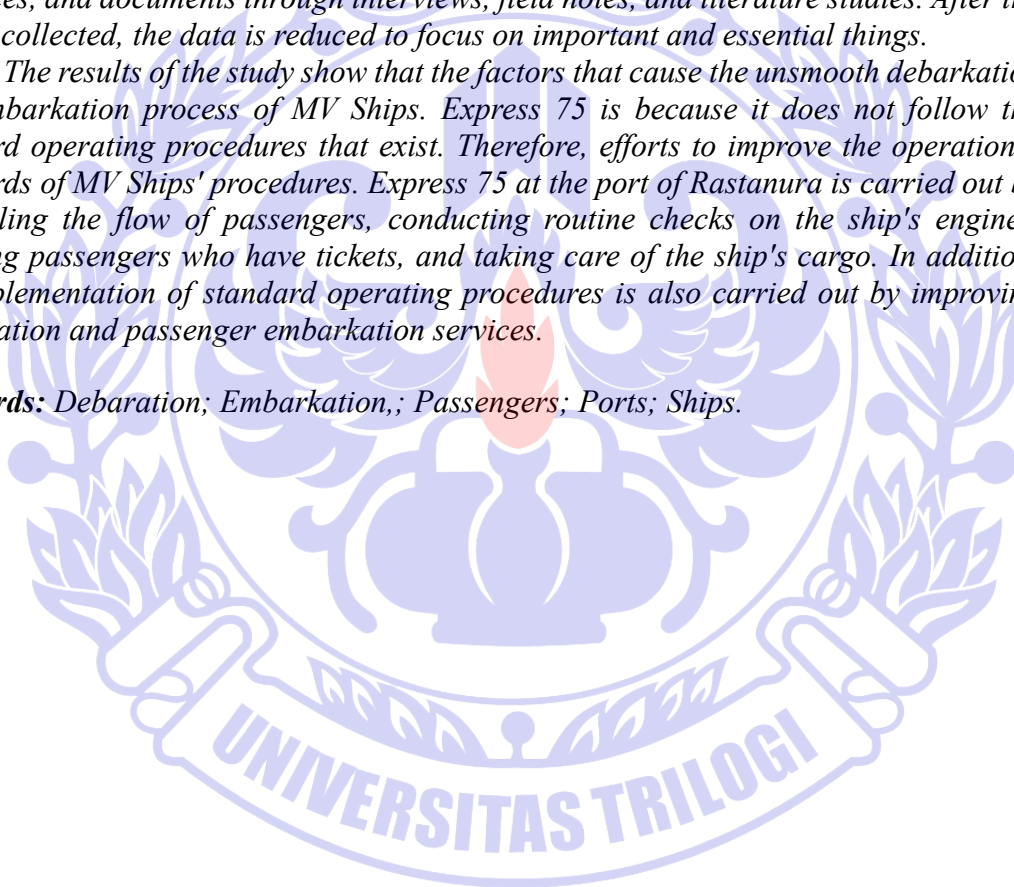 es, and documents through interviews, field notes, and literature studies. After th
collected, the data is reduced to focus on important and essential things.
The results of the study show that the factors that cause the unsmooth debarkatio
mbarkation process of MV Ships. Express 75 is because it does not follow th
rd operating procedures that exist. Therefore, efforts to improve the operation
rds of MV Ships' procedures. Express 75 at the port of Rastanura is carried out b
ling the flow of passengers, conducting routine checks on the ship's engine
ng passengers who have tickets, and taking care of the ship's cargo. In addition
plementation of standard operating procedures is also carried out by improvin
ation and passenger embarkation services.
rds: Debaration; Embarkation,; Passengers; Ports; Ships.
UNIVERSITAS TRILOGI